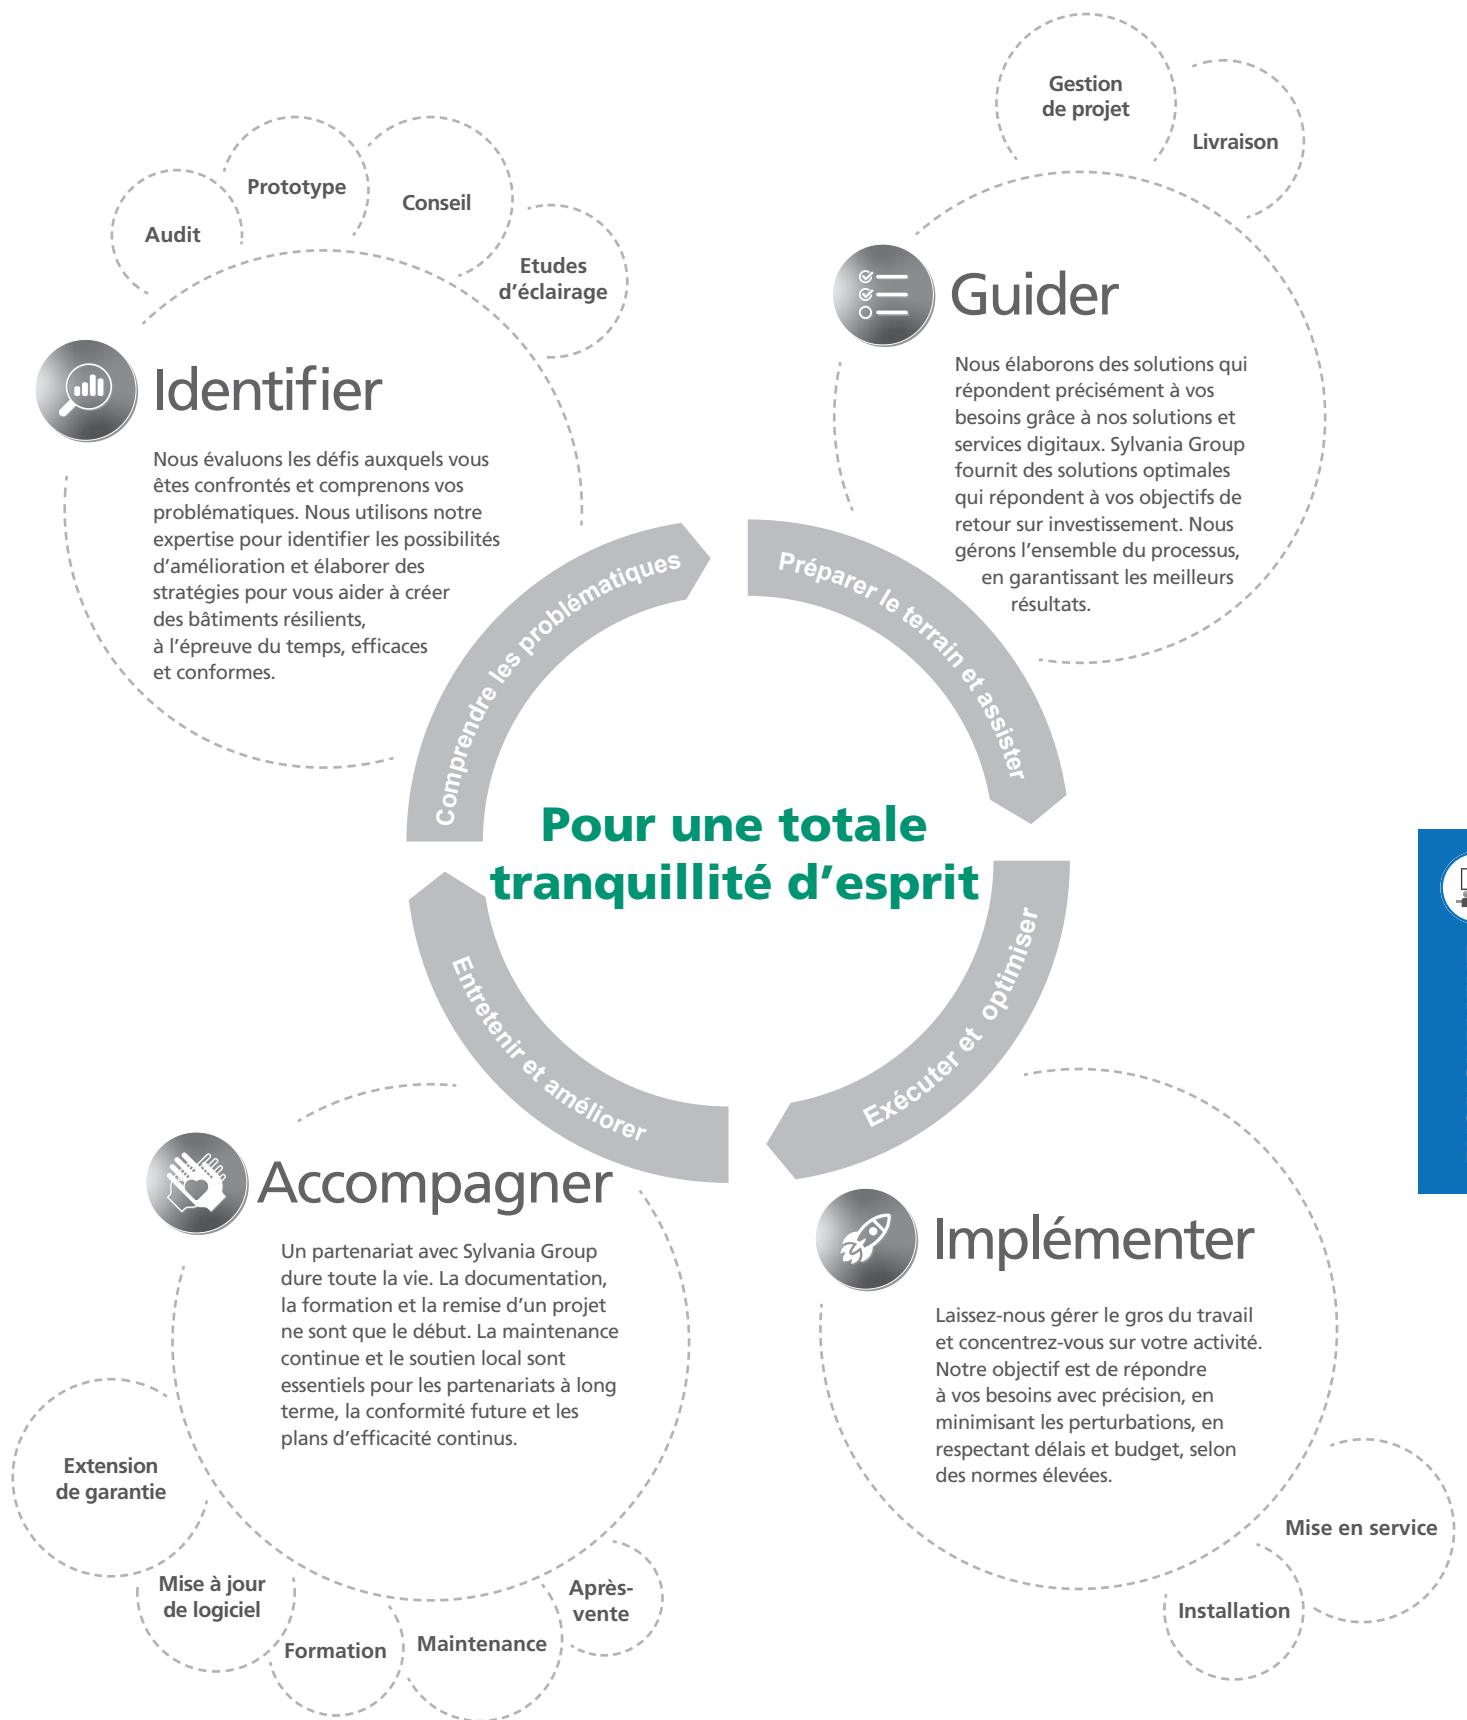 Audit
Prototype
Conseil
Etudes
d’éclairage
Identifier
Nous évaluons les défis auxquels vous
êtes confrontés et comprenons vos
problématiques. Nous utilisons notre
expertise pour identifier les possibilités
d’amélioration et élaborer des
stratégies pour vous aider à créer
des bâtiments résilients,
à l’épreuve du temps, efficaces
et conformes.
Gestion
de projet
Livraison
Guider
Nous élaborons des solutions qui
répondent précisément à vos
besoins grâce à nos solutions et
services digitaux. Sylvania Group
fournit des solutions optimales
qui répondent à vos objectifs de
retour sur investissement. Nous
gérons l’ensemble du processus,
en garantissant les meilleurs
résultats.
Comprendre les problématiques
Préparer le terrain et assister
Pour une totale
tranquillité d’esprit
Entretenir et améliorer
Exécuter et optimiser
Accompagner
Un partenariat avec Sylvania Group
dure toute la vie. La documentation,
la formation et la remise d’un projet
ne sont que le début. La maintenance
continue et le soutien local sont
essentiels pour les partenariats à long
terme, la conformité future et les
plans d’efficacité continus.
Extension
de garantie
Mise à jour
de logiciel
Formation
Maintenance
Après-
vente
Implémenter
Laissez-nous gérer le gros du travail
et concentrez-vous sur votre activité.
Notre objectif est de répondre
à vos besoins avec précision, en
minimisant les perturbations, en
respectant délais et budget, selon
des normes élevées.
Mise en service
Installation